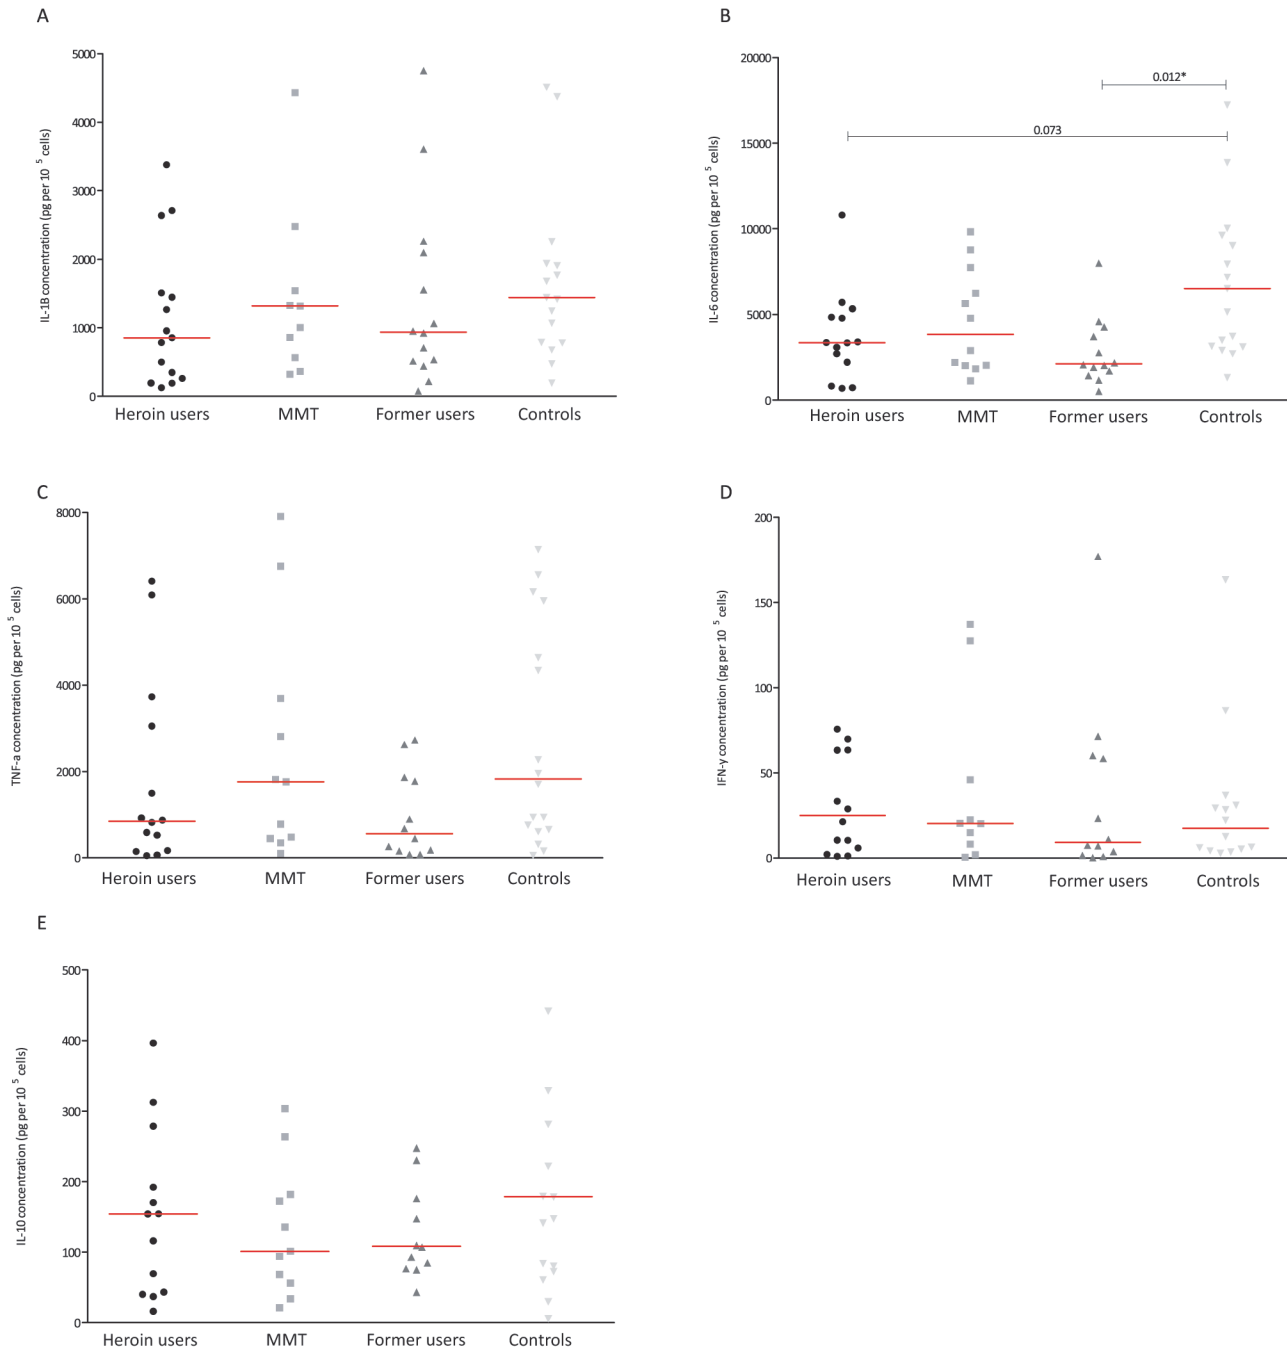 A
IL-1B concentration (pg per 10 5 cells)
5000
4000
3000
2000
1000
0
Heroin users MMT Former users Controls
B
IL-6 concentration (pg per 10 5 cells)
20000
15000
10000
5000
0
0.012*
0.073
Heroin users MMT Former users Controls
C
TNF-a concentration (pg per 10 5 cells)
8000
6000
4000
2000
0
Heroin users MMT Former users Controls
D
IFN-y concentration (pg per 10 5 cells)
200
150
100
50
0
Heroin users MMT Former users Controls
E
IL-10 concentration (pg per 10 5 cells)
500
400
300
200
100
0
Heroin users MMT Former users Controls